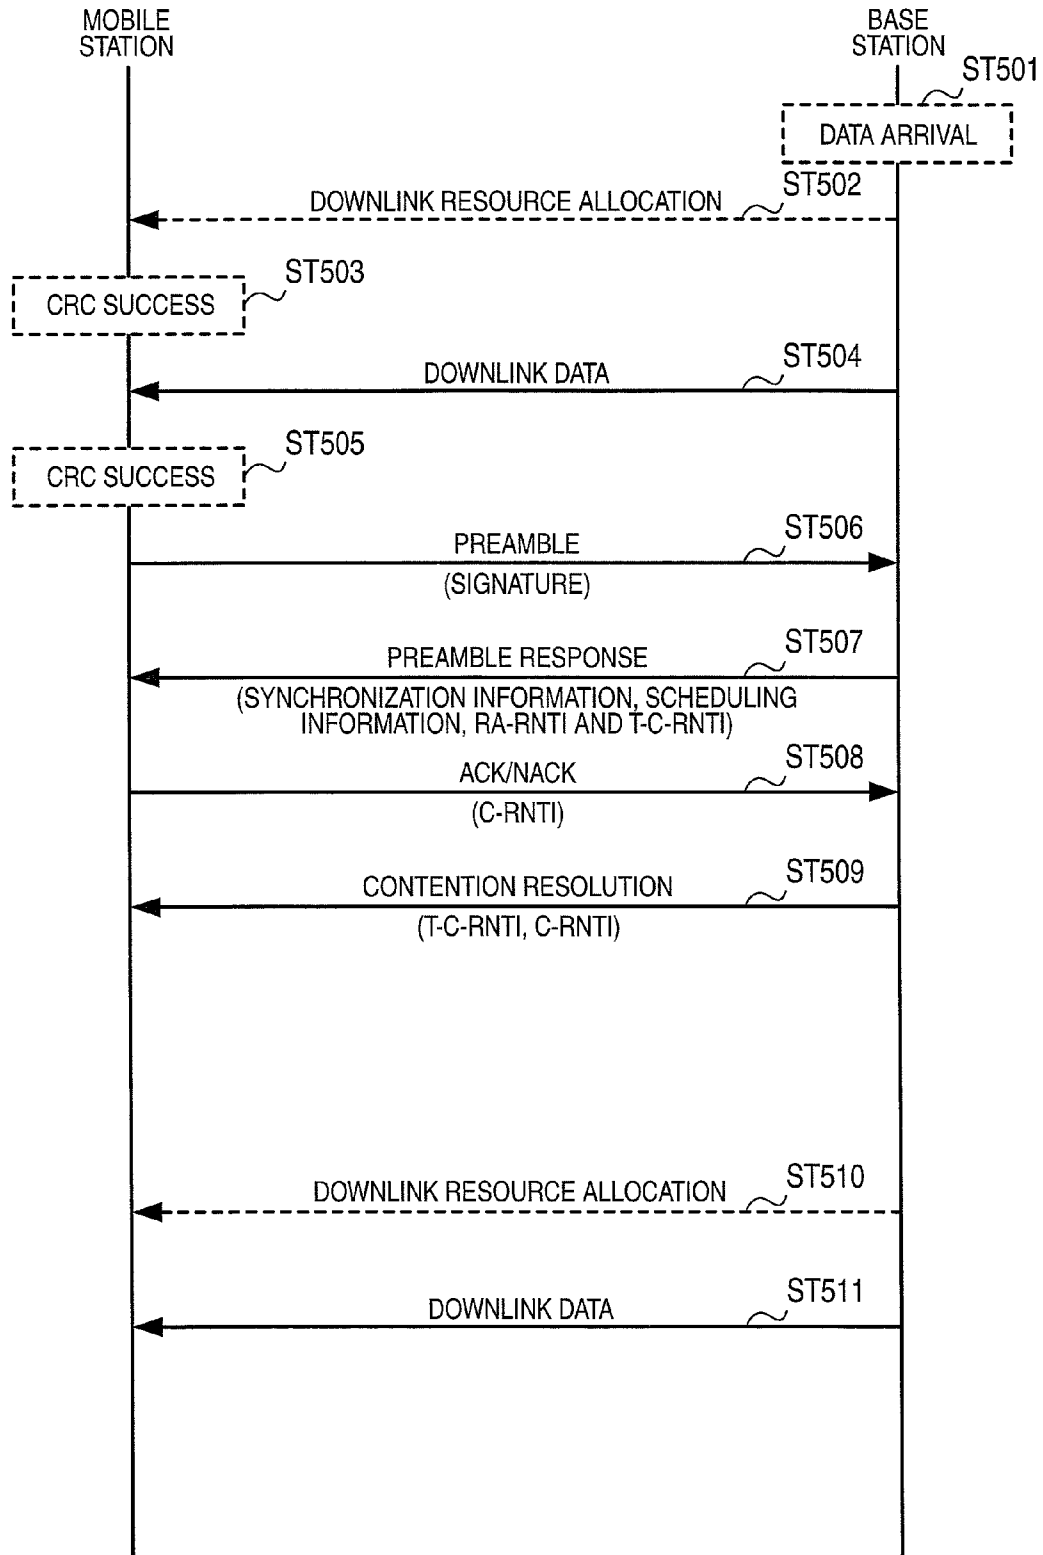 MOBILE
STATION
BASE
STATION
ST501
DATA ARRIVAL
ST502
DOWNLINK RESOURCE ALLOCATION
ST503
CRC SUCCESS
ST504
DOWNLINK DATA
ST505
CRC SUCCESS
ST506
PREAMBLE
(SIGNATURE)
ST507
PREAMBLE RESPONSE
(SYNCHRONIZATION INFORMATION, SCHEDULING
INFORMATION, RA-RNTI AND T-C-RNTI)
ST508
ACK/NACK
(C-RNTI)
ST509
CONTENTION RESOLUTION
(T-C-RNTI, C-RNTI)
ST510
DOWNLINK RESOURCE ALLOCATION
ST511
DOWNLINK DATA